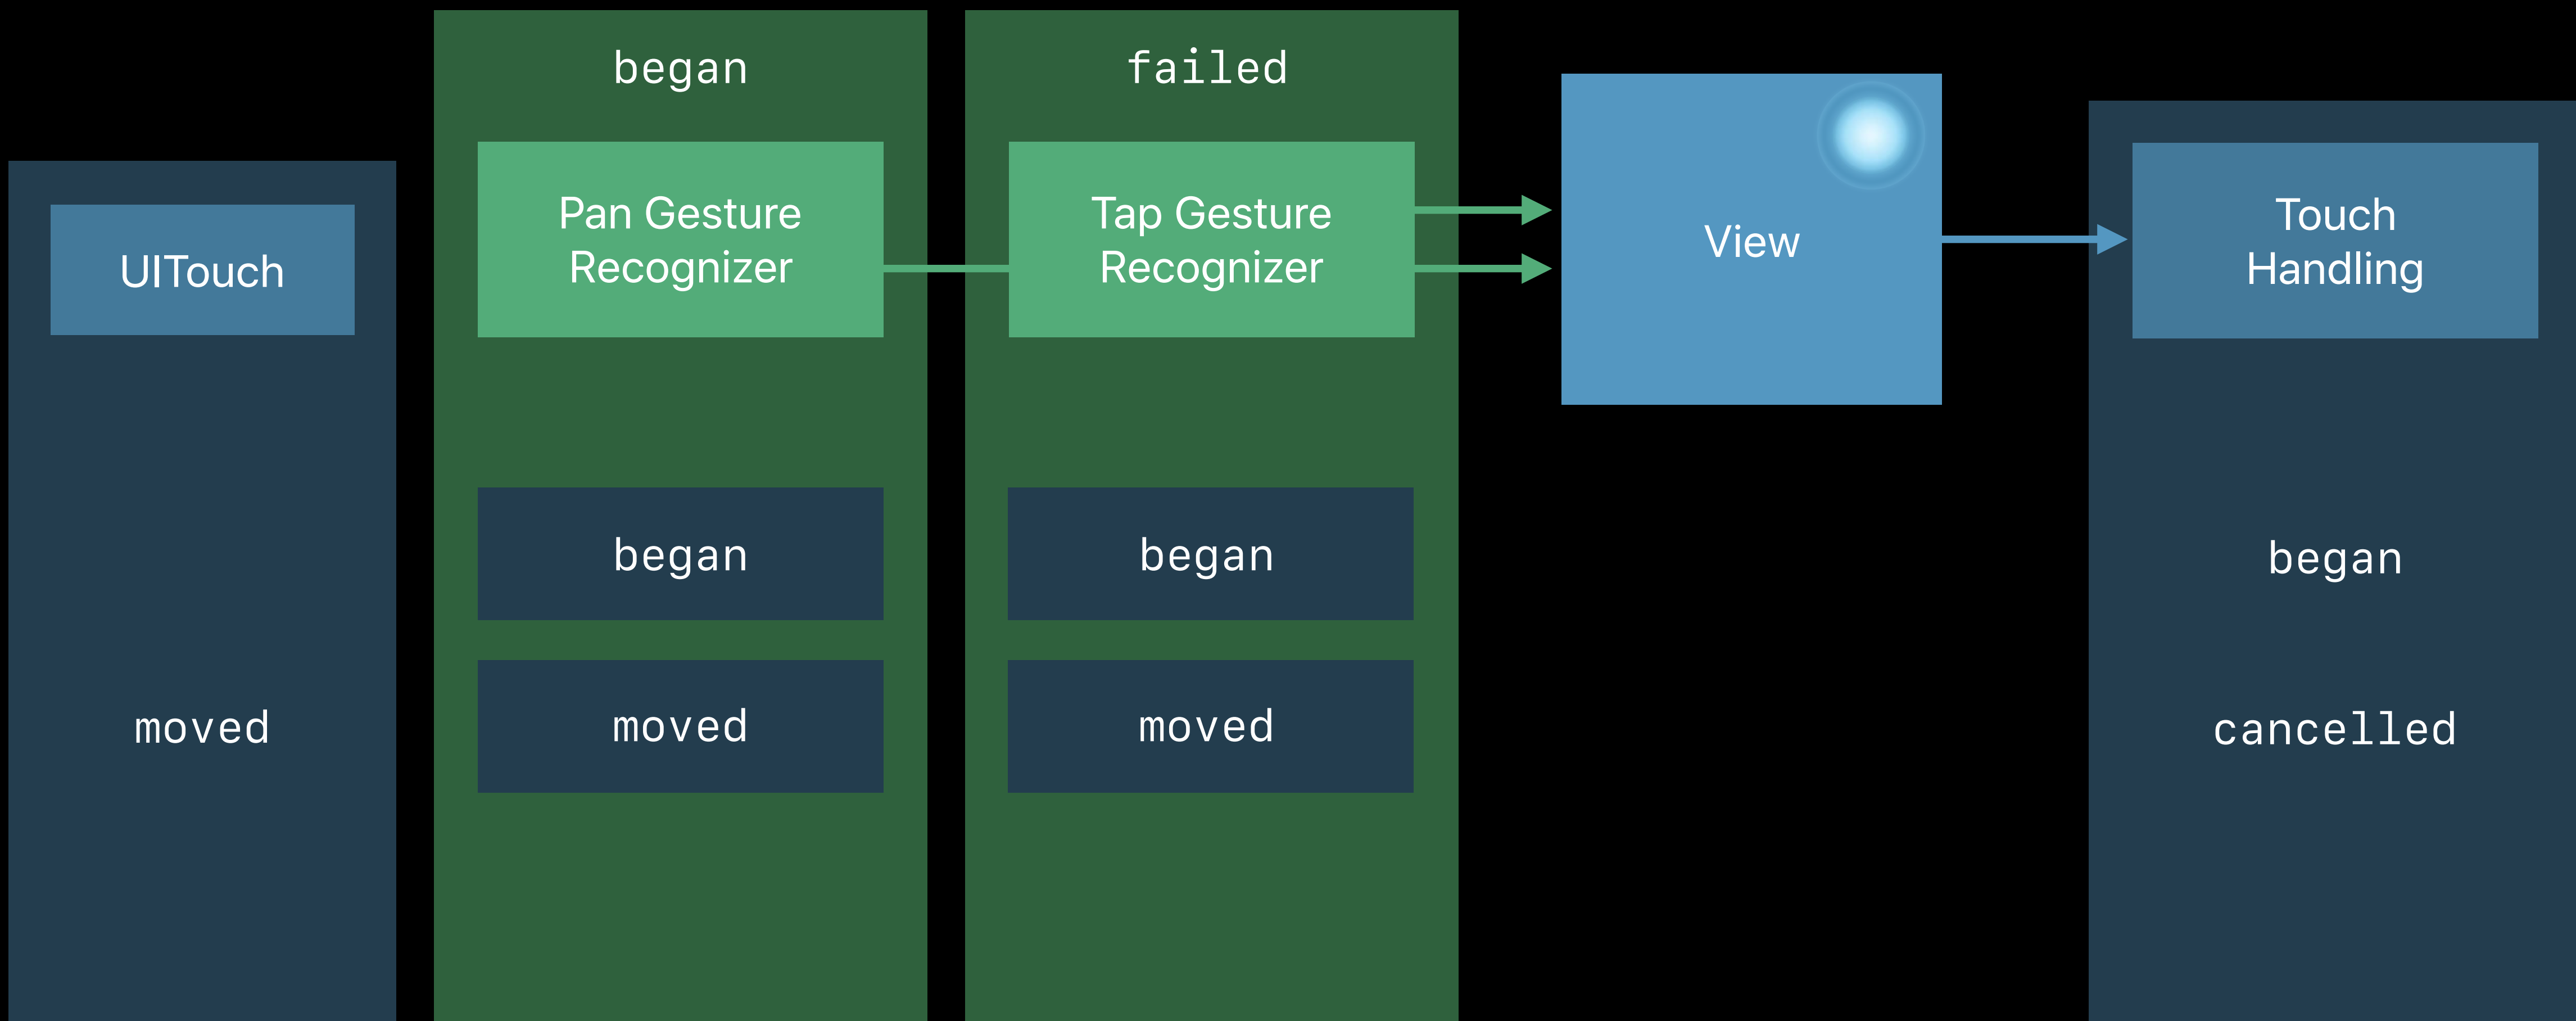 began
failed
UITouch
Pan Gesture
Recognizer
Tap Gesture
Recognizer
View
Touch
Handling
began
began
began
moved
moved
moved
cancelled